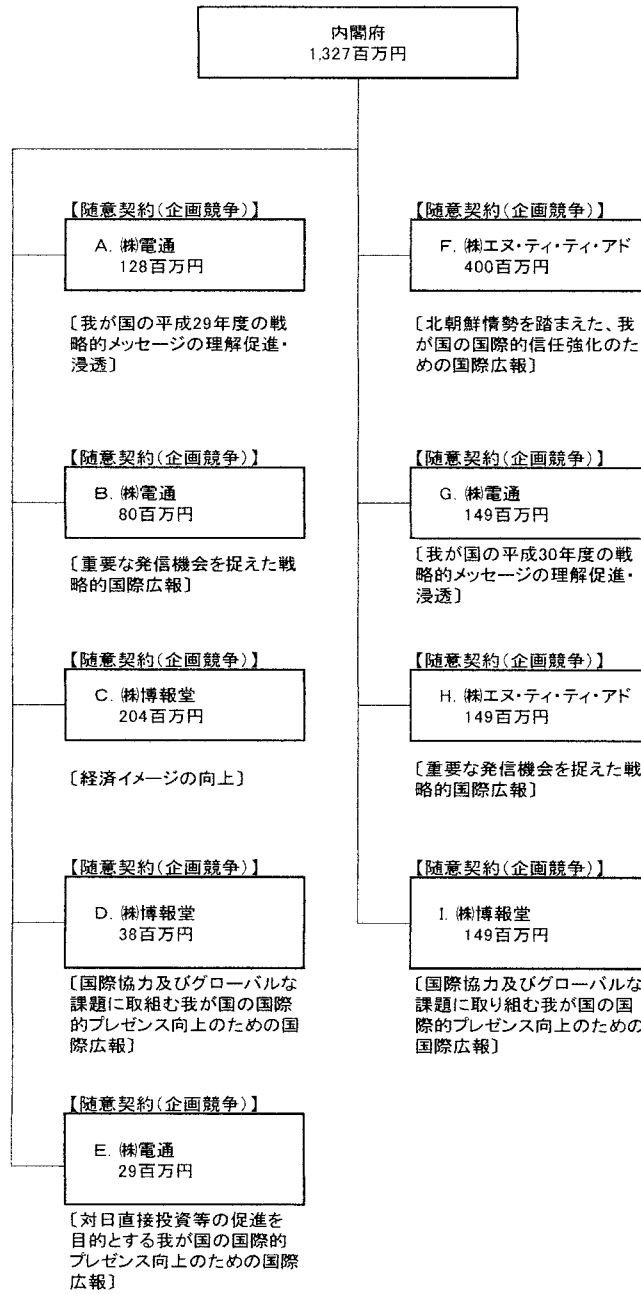 内閣府
1,327百万円
【随意契約(企画競争)】
A. ㈱電通
128百万円
〔我が国の平成29年度の戦
略的メッセージの理解促進・
浸透〕
【随意契約(企画競争)】
B. ㈱電通
80百万円
〔重要な発信機会を捉えた戦
略的国際広報〕
【随意契約(企画競争)】
C. ㈱博報堂
204百万円
〔経済イメージの向上〕
【随意契約(企画競争)】
D. ㈱博報堂
38百万円
〔国際協力及びグローバルな
課題に取組む我が国の国際
的プレゼンス向上のための国
際広報〕
【随意契約(企画競争)】
E. ㈱電通
29百万円
〔対日直接投資等の促進を
目的とする我が国の国際的
プレゼンス向上のための国際
広報〕
【随意契約(企画競争)】
F. ㈱エヌ・ティ・ティ・アド
400百万円
〔北朝鮮情勢を踏まえた、我
が国の国際的信任強化のた
めの国際広報〕
【随意契約(企画競争)】
G. ㈱電通
149百万円
〔我が国の平成30年度の戦
略的メッセージの理解促進・
浸透〕
【随意契約(企画競争)】
H. ㈱エヌ・ティ・ティ・アド
149百万円
〔重要な発信機会を捉えた戦
略的国際広報〕
【随意契約(企画競争)】
I. ㈱博報堂
149百万円
〔国際協力及びグローバルな
課題に取り組む我が国の国
際的プレゼンス向上のための
国際広報〕